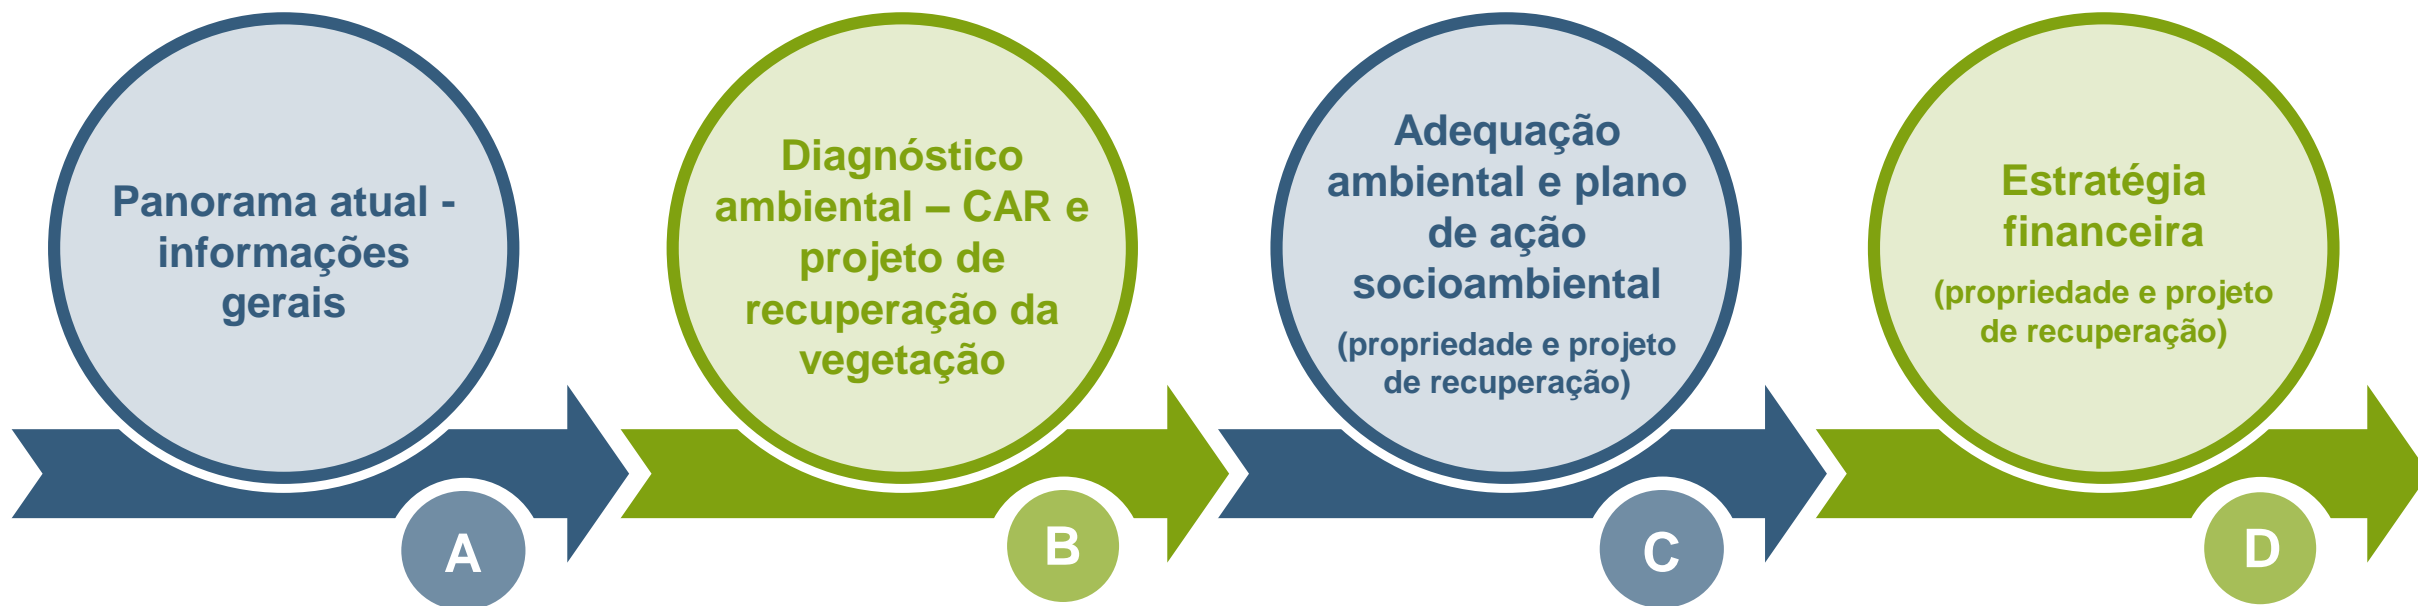 Panorama atual -
informações
gerais
A
Diagnóstico
ambiental – CAR e
projeto de
recuperação da
vegetação
B
Adequação
ambiental e plano
de ação
socioambiental
(propriedade e projeto
de recuperação)
C
Estratégia
financeira
(propriedade e projeto
de recuperação)
D